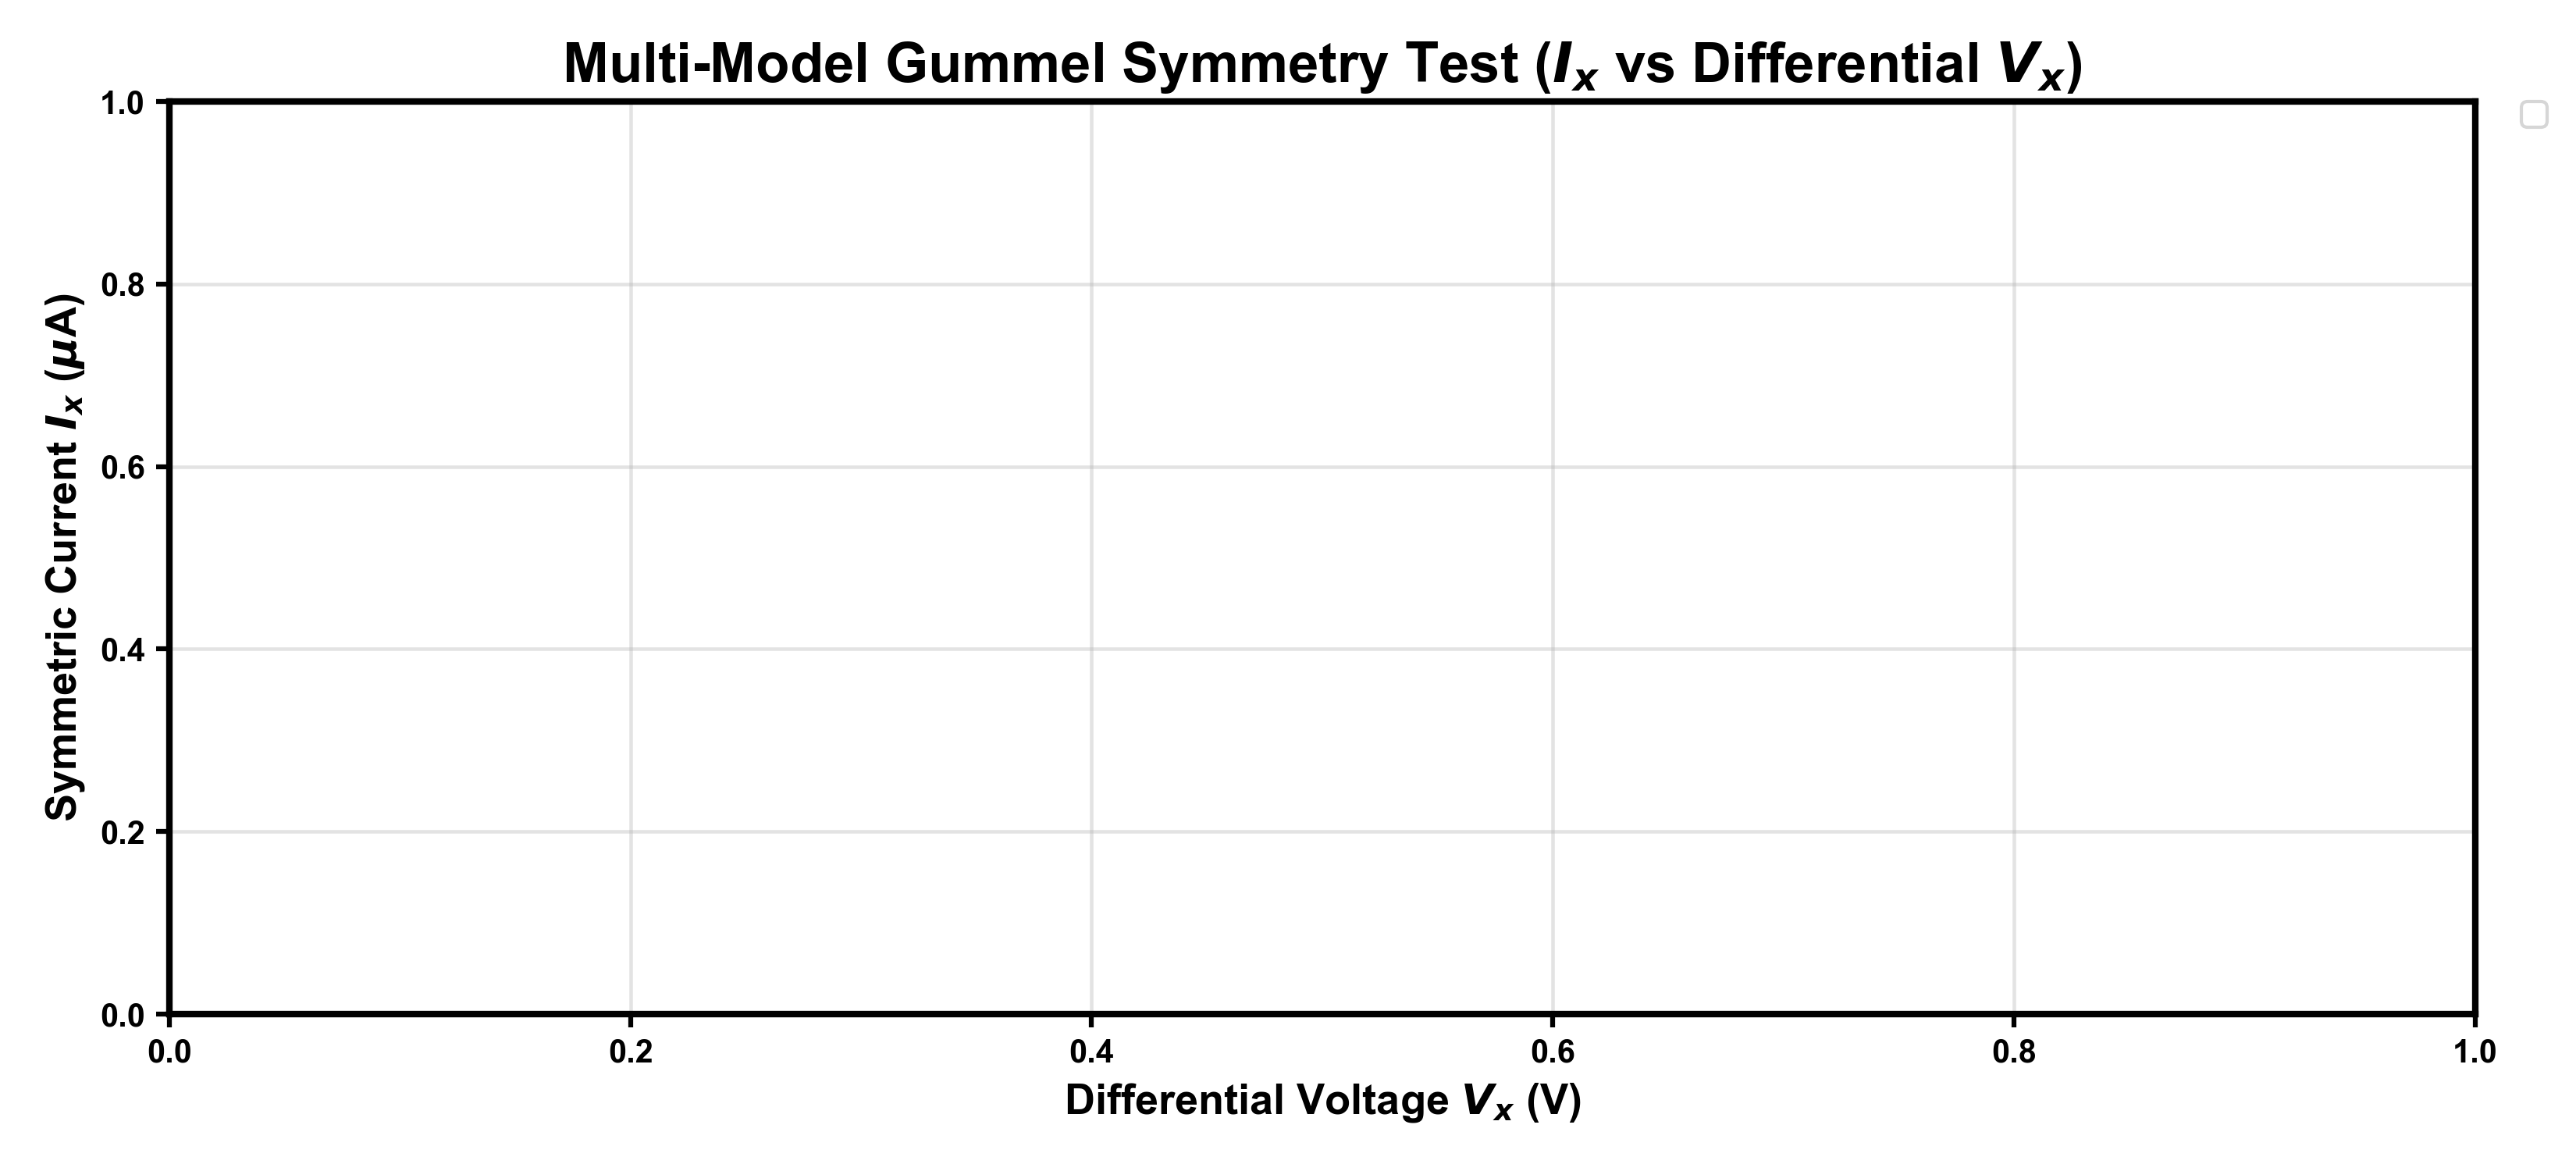 Multi-Model Gummel Symmetry Test (Iₓ vs Differential Vₓ)
1.0
0.8
0.6
0.4
0.2
0.0
Symmetric Current Iₓ (μA)
0.0 0.2 0.4 0.6 0.8 1.0
Differential Voltage Vₓ (V)